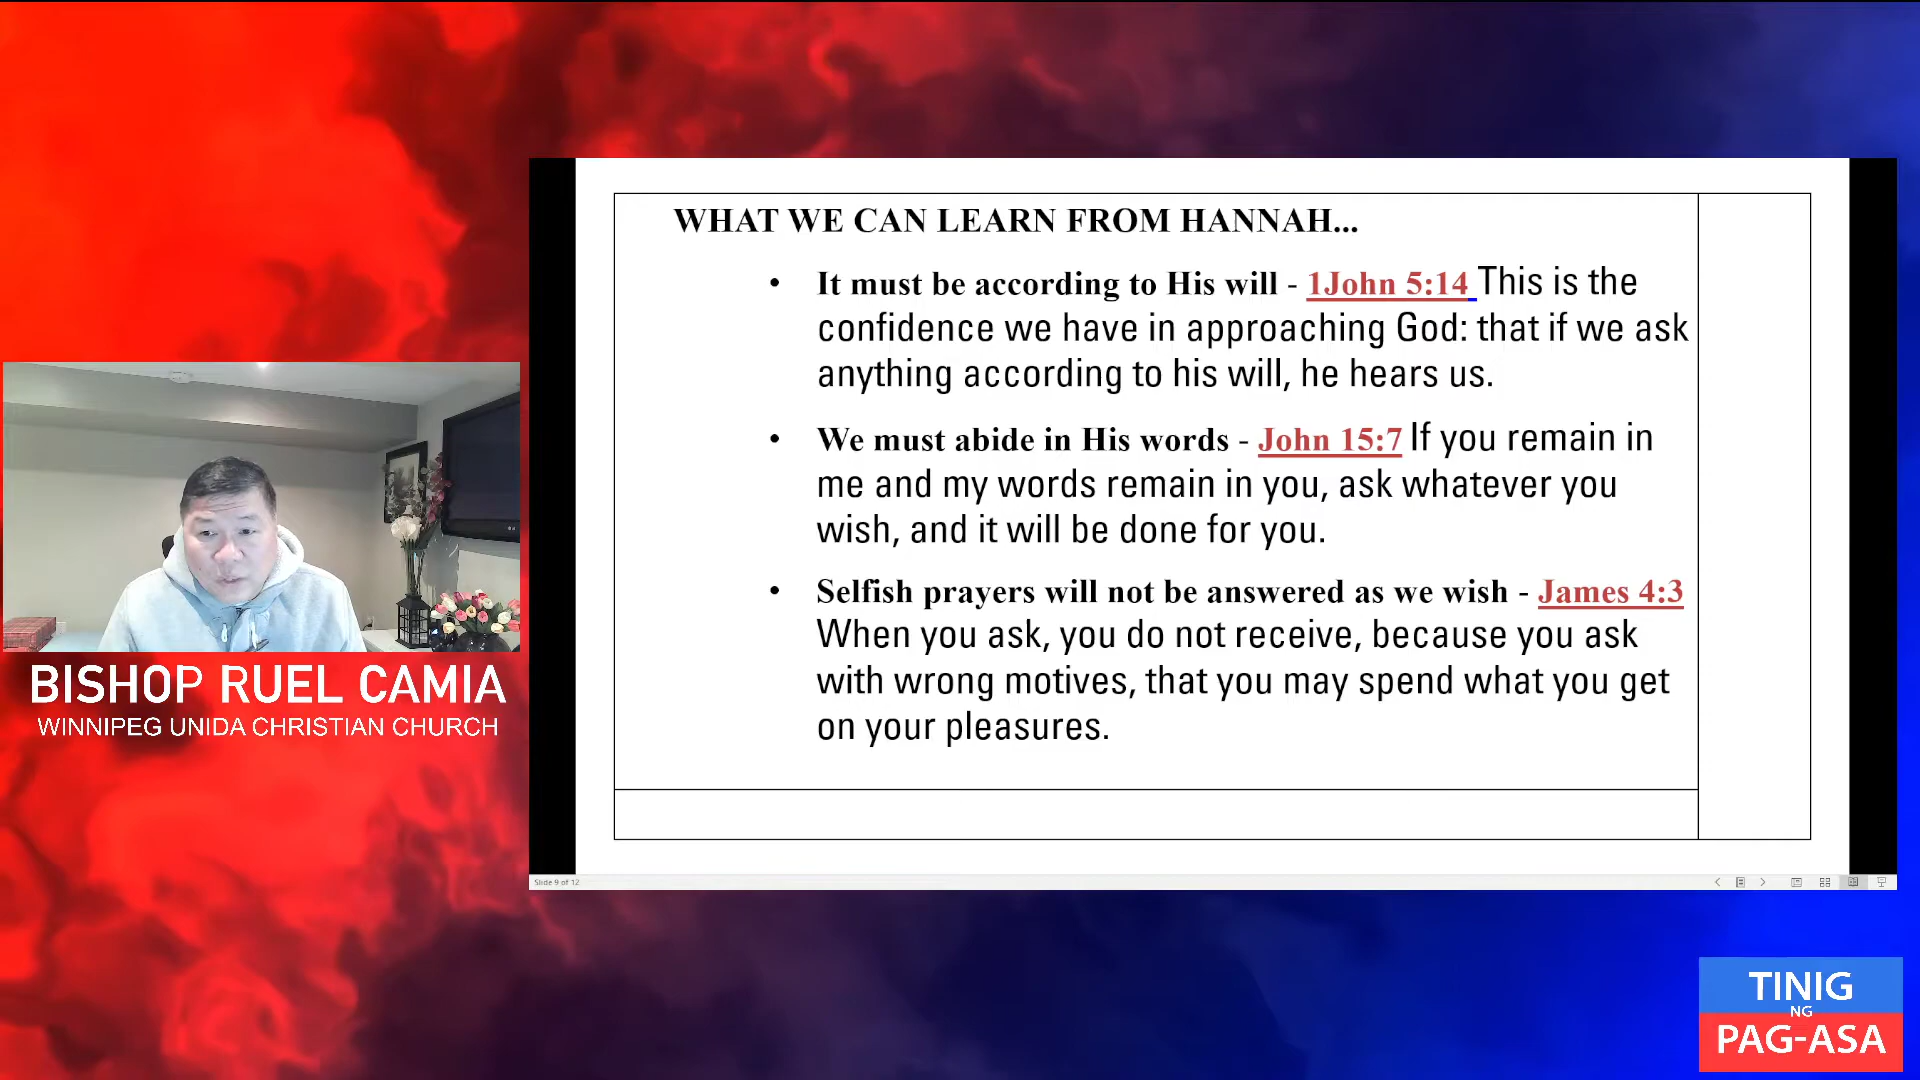 WHAT WE CAN LEARN FROM HANNAH...
• It must be according to His will - 1John 5:14 This is the
confidence we have in approaching God: that if we ask
anything according to his will, he hears us.
• We must abide in His words - John 15:7 If you remain in
me and my words remain in you, ask whatever you
wish, and it will be done for you.
• Selfish prayers will not be answered as we wish - James 4:3
When you ask, you do not receive, because you ask
with wrong motives, that you may spend what you get
on your pleasures.
BISHOP RUEL CAMIA
WINNIPEG UNIDA CHRISTIAN CHURCH
Slide 9 of 12
TINIG
NG
PAG-ASA